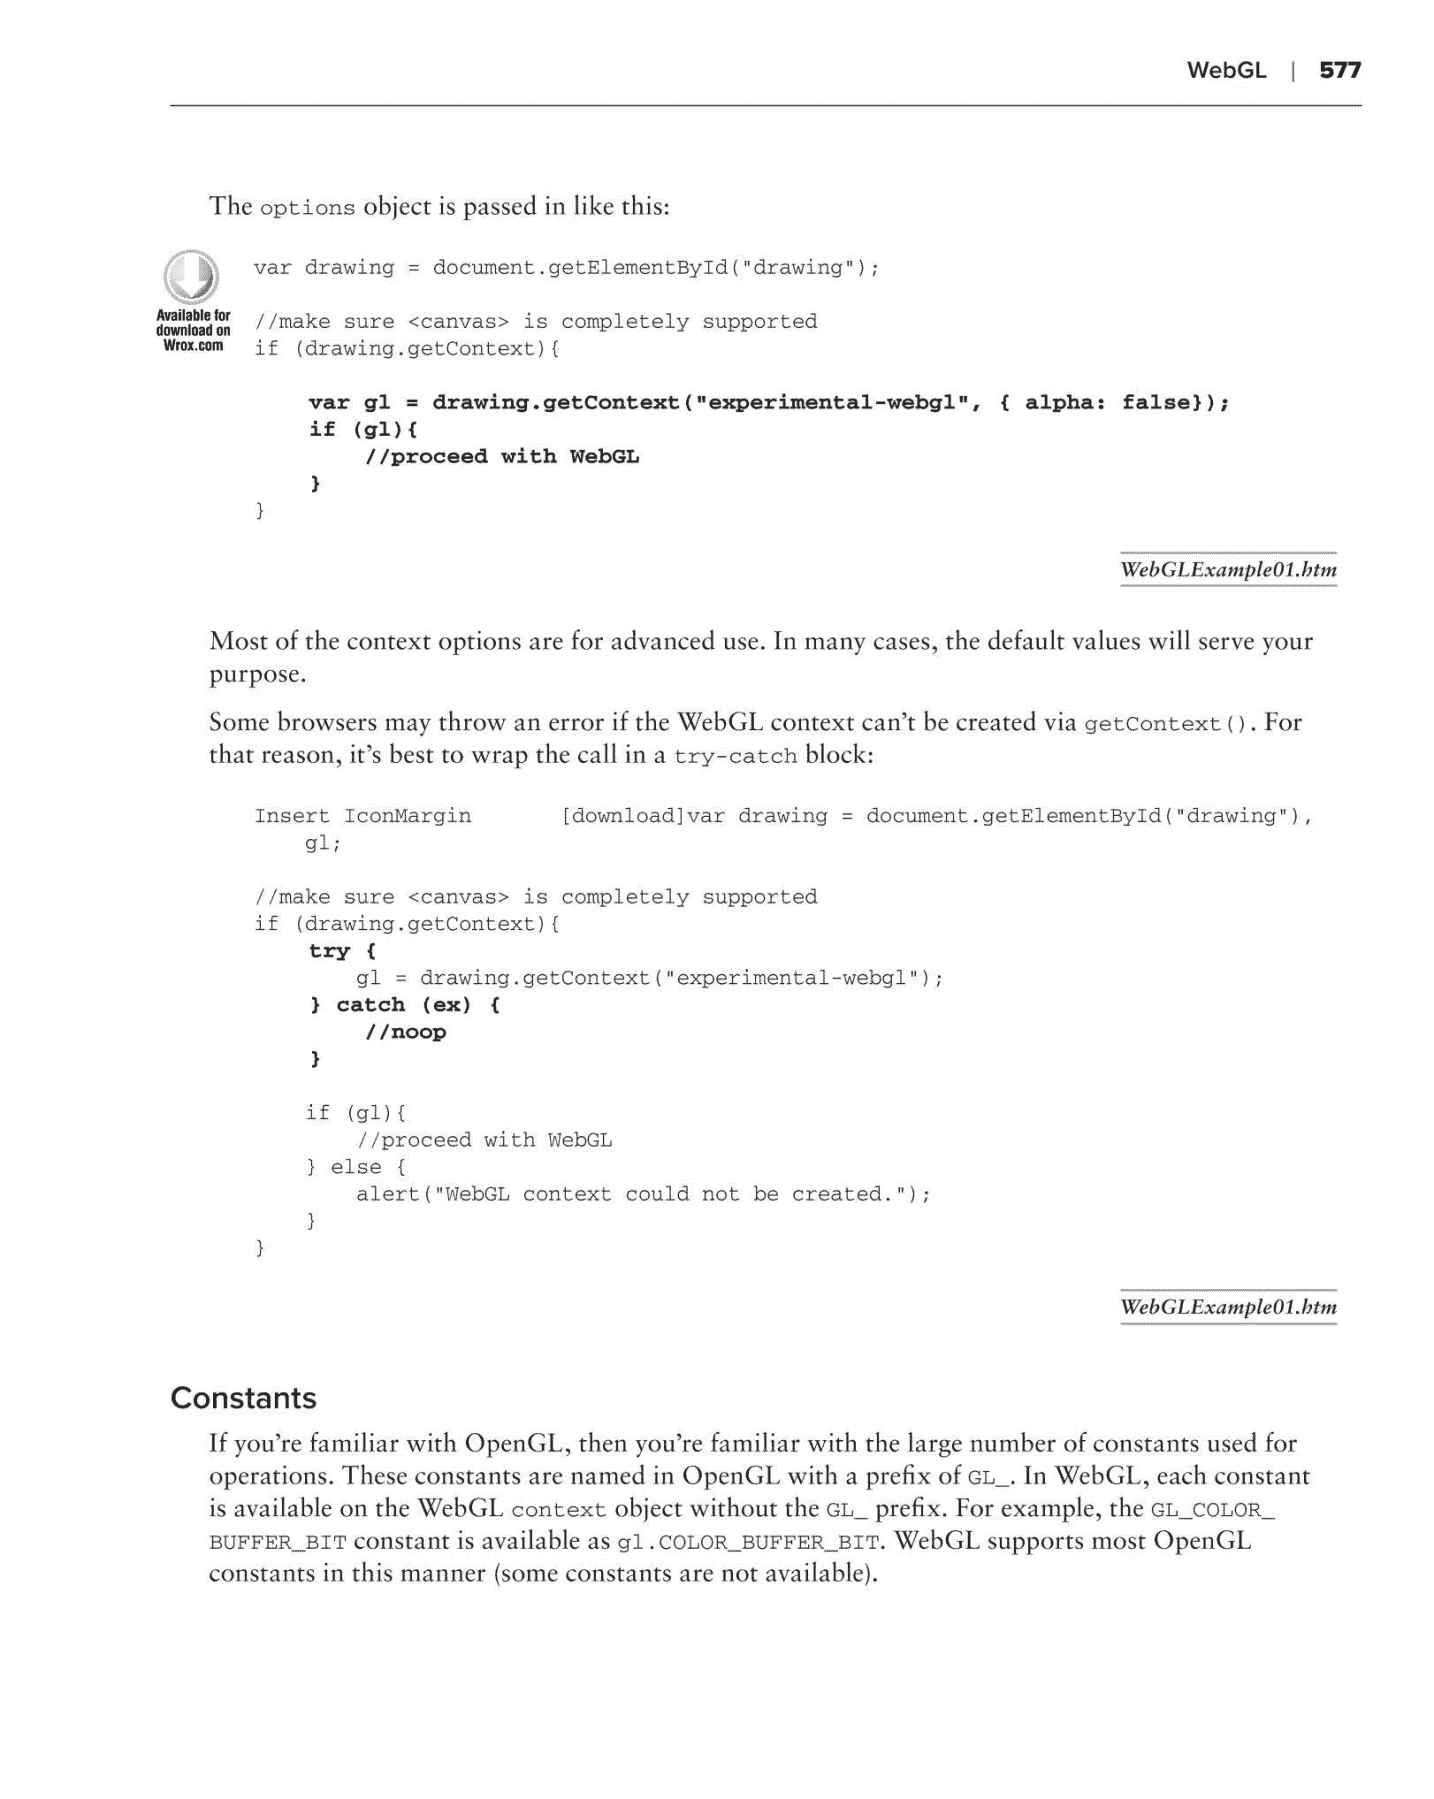 WebGL | 577
The options object is passed in like this:
var drawing = document.getElementById("drawing");
Available for
download on
Wrox.com
//make sure <canvas> is completely supported
if (drawing.getContext){
var gl = drawing.getContext("experimental-webgl", { alpha: false});
if (gl){
//proceed with WebGL
}
}
WebGLExample01.htm
Most of the context options are for advanced use. In many cases, the default values will serve your
purpose.
Some browsers may throw an error if the WebGL context can’t be created via getContext(). For
that reason, it’s best to wrap the call in a try-catch block:
Insert IconMargin [download]var drawing = document.getElementById("drawing"),
gl;
//make sure <canvas> is completely supported
if (drawing.getContext){
try {
gl = drawing.getContext("experimental-webgl");
} catch (ex) {
//noop
}
if (gl){
//proceed with WebGL
} else {
alert("WebGL context could not be created.");
}
}
WebGLExample01.htm
Constants
If you’re familiar with OpenGL, then you’re familiar with the large number of constants used for
operations. These constants are named in OpenGL with a prefix of GL_. In WebGL, each constant
is available on the WebGL context object without the GL_ prefix. For example, the GL_COLOR_
BUFFER_BIT constant is available as gl.COLOR_BUFFER_BIT. WebGL supports most OpenGL
constants in this manner (some constants are not available).